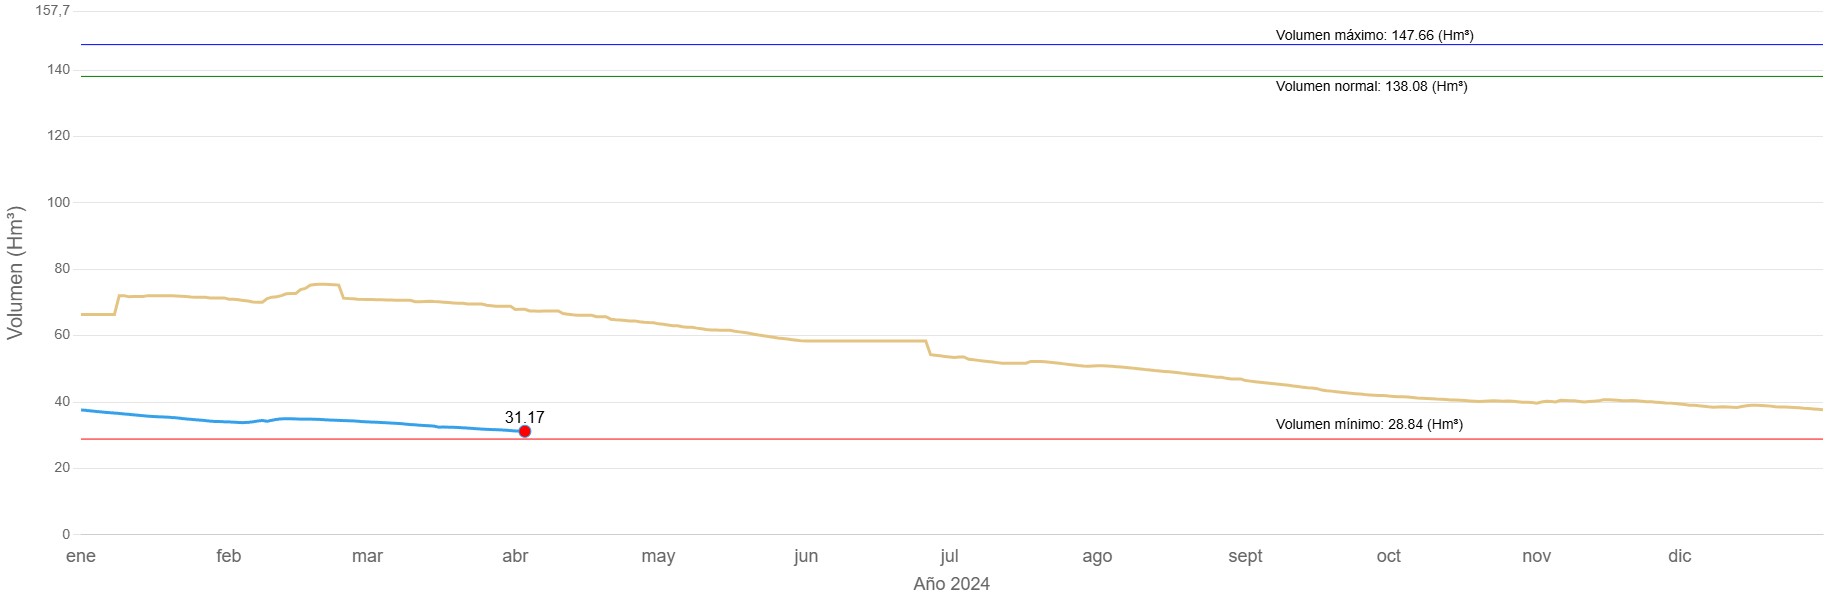 157,7
Volumen máximo: 147.66 (Hm³)
140
Volumen normal: 138.08 (Hm³)
120
100
80
60
40
20
0
Volumen (Hm³)
31.17
Volumen mínimo: 28.84 (Hm³)
ene feb mar abr may jun jul ago sept oct nov dic
Año 2024